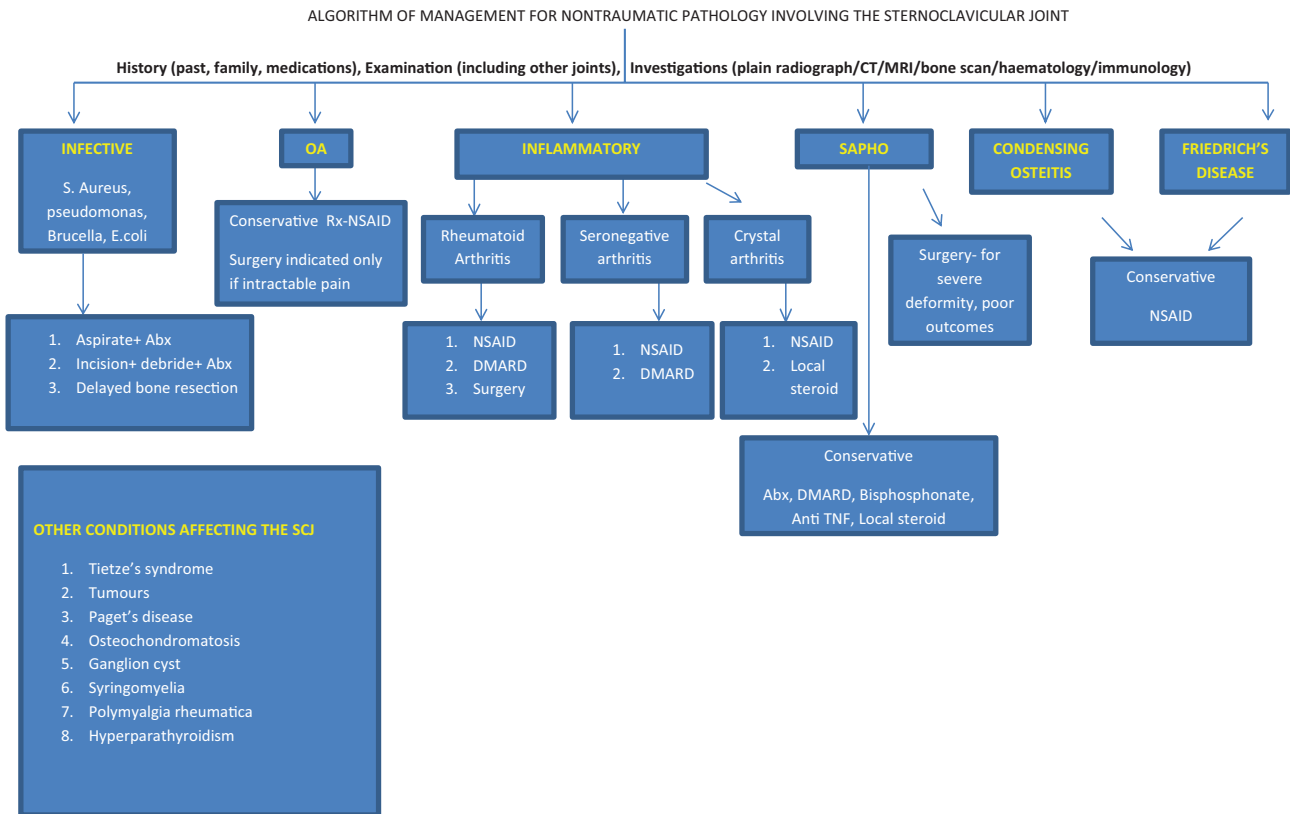 ALGORITHM OF MANAGEMENT FOR NONTRAUMATIC PATHOLOGY INVOLVING THE STERNOCLAVICULAR JOINT
History (past, family, medications), Examination (including other joints), Investigations (plain radiograph/CT/MRI/bone scan/haematology/immunology)
INFECTIVE
S. Aureus,
pseudomonas,
Brucella, E.coli
1. Aspirate+ Abx
2. Incision+ debride+ Abx
3. Delayed bone resection
OA
Conservative Rx-NSAID
Surgery indicated only
if intractable pain
INFLAMMATORY
Rheumatoid
Arthritis
1. NSAID
2. DMARD
3. Surgery
Seronegative
arthritis
1. NSAID
2. DMARD
Crystal
arthritis
1. NSAID
2. Local
steroid
SAPHO
Surgery- for
severe
deformity, poor
outcomes
Conservative
Abx, DMARD, Bisphosphonate,
Anti TNF, Local steroid
CONDENSING
OSTEITIS
FRIEDRICH'S
DISEASE
Conservative
NSAID
OTHER CONDITIONS AFFECTING THE SCJ
1. Tietze's syndrome
2. Tumours
3. Paget's disease
4. Osteochondromatosis
5. Ganglion cyst
6. Syringomyelia
7. Polymyalgia rheumatica
8. Hyperparathyroidism